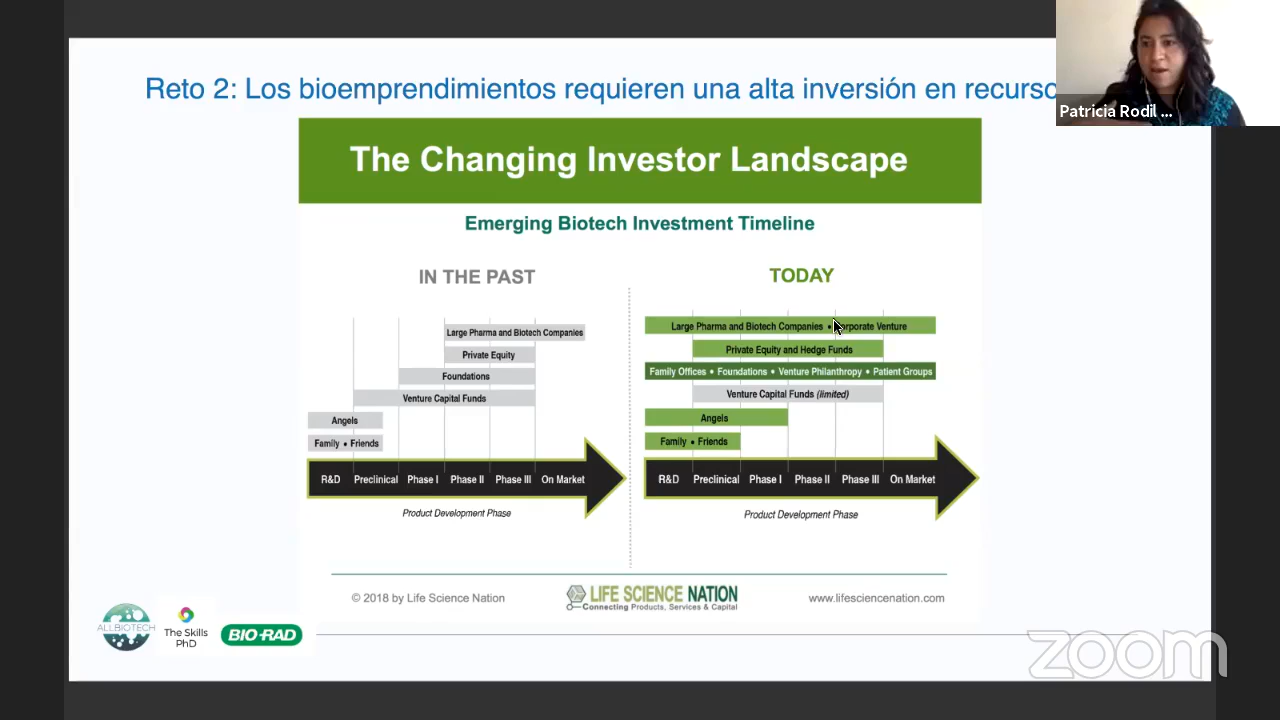 Reto 2: Los bioemprendimientos requieren una alta inversión en recurso
Patricia Rodil ...
The Changing Investor Landscape
Emerging Biotech Investment Timeline
IN THE PAST
Large Pharma and Biotech Companies
Private Equity
Foundations
Venture Capital Funds
Angels
Family • Friends
R&D Preclinical Phase I Phase II Phase III On Market
Product Development Phase
TODAY
Large Pharma and Biotech Companies • Corporate Venture
Private Equity and Hedge Funds
Family Offices • Foundations • Venture Philanthropy • Patient Groups
Venture Capital Funds (limited)
Angels
Family • Friends
R&D Preclinical Phase I Phase II Phase III On Market
Product Development Phase
© 2018 by Life Science Nation
LIFE SCIENCE NATION
Connecting Products, Services & Capital
www.lifesciencenation.com
ALLBIOTECH
The Skills
PhD
BIO-RAD
zoom